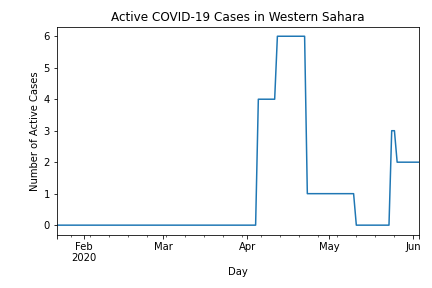 Active COVID-19 Cases in Western Sahara
Number of Active Cases
6
5
4
3
2
1
0
Feb
2020
Mar
Apr
May
Jun
Day